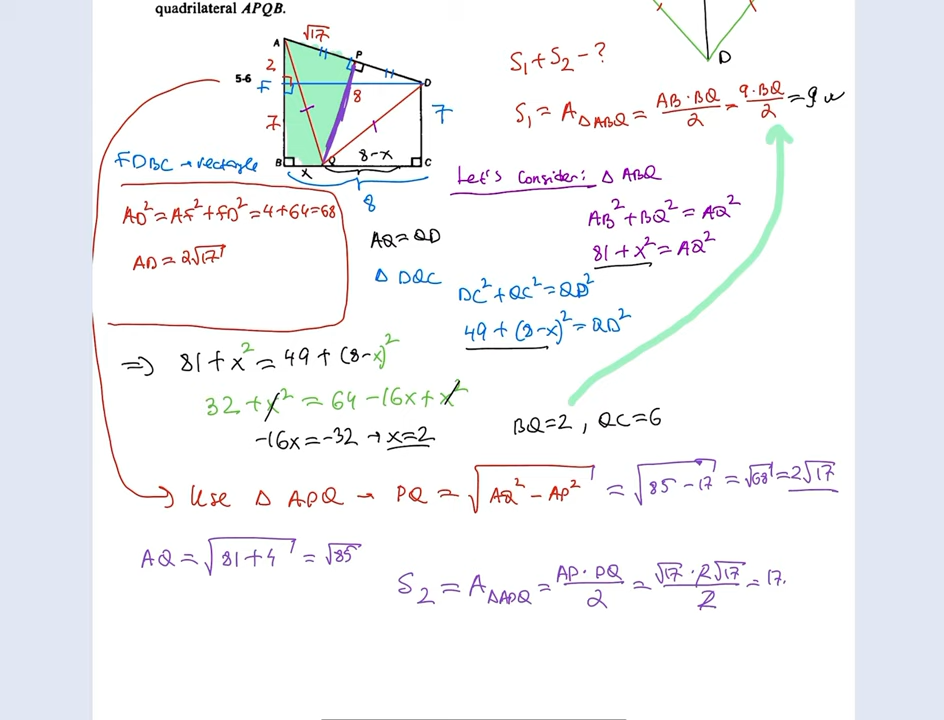 quadrilateral APQB.
A
√17
P
2
5-6
F
8
D
7
7
B
x
Q
8-x
C
8
D
S₁+S₂-?
S₁ = A△ABQ = AB·BQ/2 = 9·BQ/2 = 9 u
FDBC → rectangle
Let's Consider: △ ABQ
AD² = AF² + FD² = 4+64=68
AB² + BQ² = AQ²
AD = 2√17
AQ = QD
81 + x² = AQ²
△ DQC
DC² + QC² = QD²
49 + (8-x)² = QD²
=> 81 + x² = 49 + (8-x)²
32 + x² = 64 -16x + x²
BQ=2 , QC=6
-16x = -32 → x=2
Use △ APQ → PQ = √AQ² - AP² = √85 - 17 = √68 = 2√17
AQ = √81+4 = √85
S₂ = A△APQ = AP·PQ/2 = √17·2√17/2 = 17.